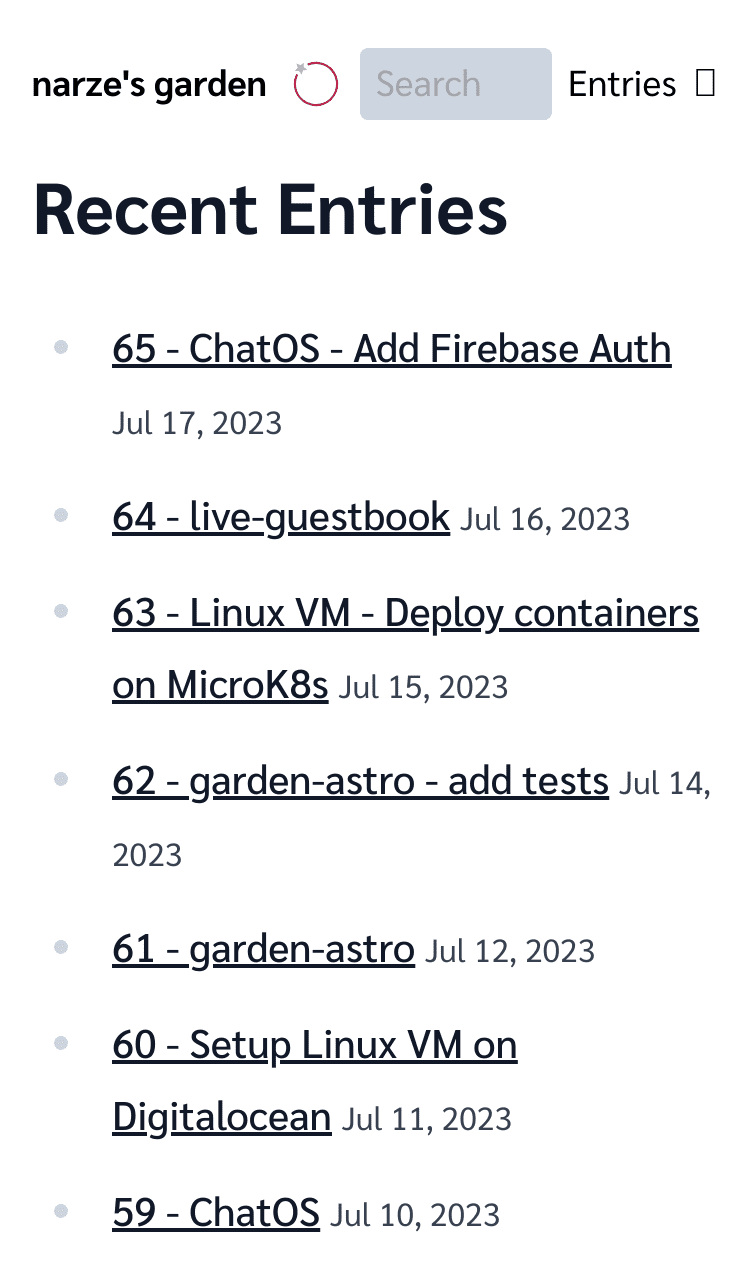 narze's garden Search Entries
Recent Entries
65 - ChatOS - Add Firebase Auth
Jul 17, 2023
64 - live-guestbook Jul 16, 2023
63 - Linux VM - Deploy containers
on MicroK8s Jul 15, 2023
62 - garden-astro - add tests Jul 14,
2023
61 - garden-astro Jul 12, 2023
60 - Setup Linux VM on
Digitalocean Jul 11, 2023
59 - ChatOS Jul 10, 2023